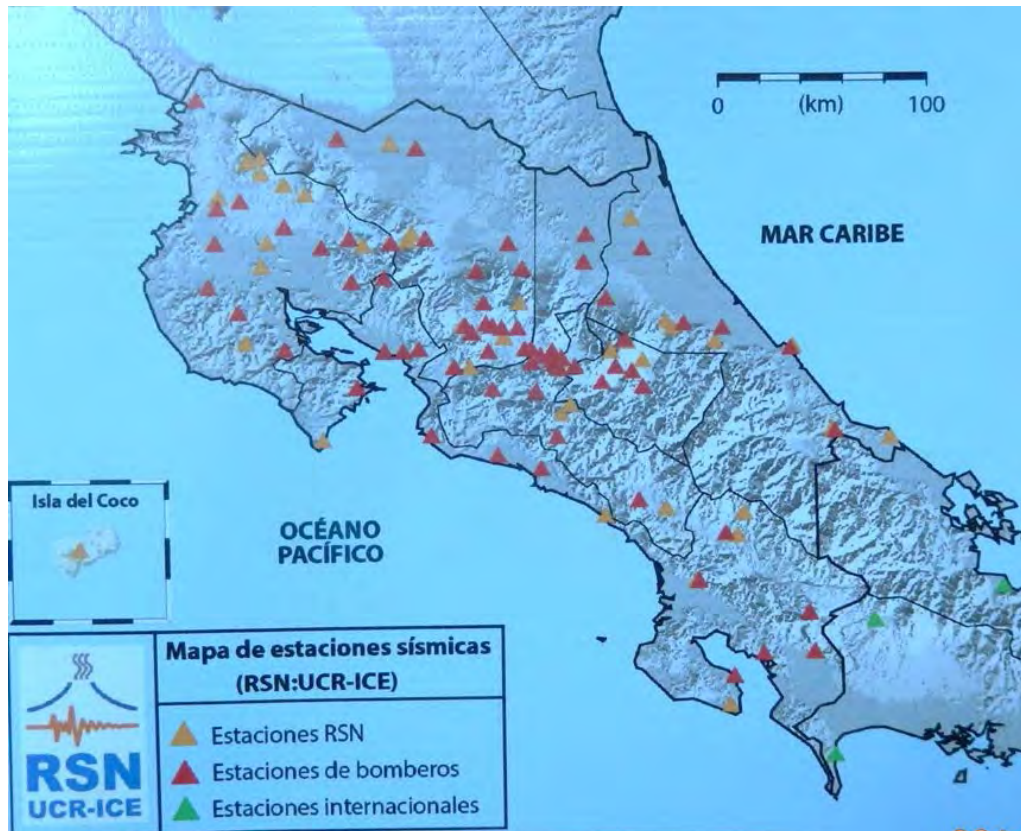 0 (km) 100
MAR CARIBE
Isla del Coco
OCÉANO
PACÍFICO
RSN
UCR-ICE
Mapa de estaciones sísmicas
(RSN:UCR-ICE)
Estaciones RSN
Estaciones de bomberos
Estaciones internacionales